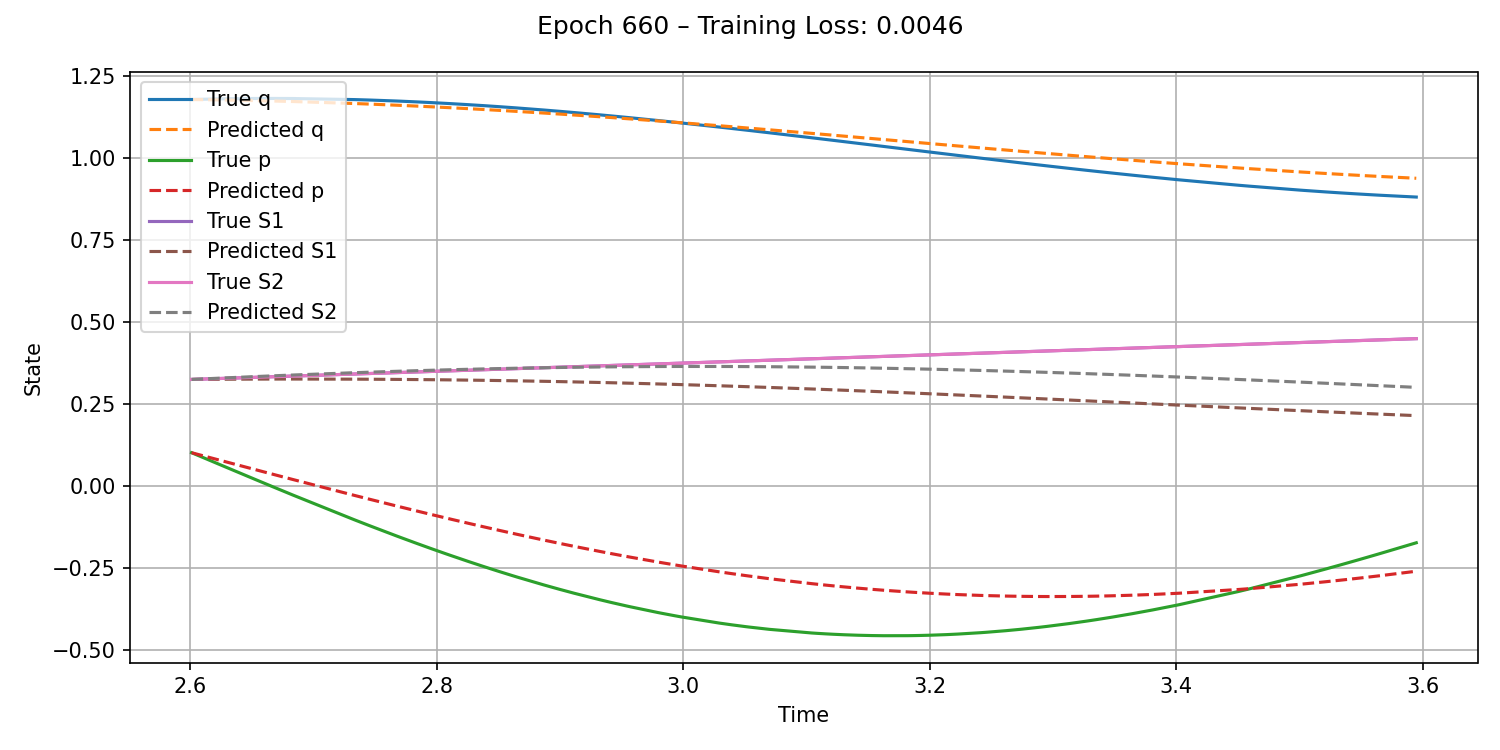 Epoch 660 – Training Loss: 0.0046
1.25
1.00
0.75
0.50
0.25
0.00
−0.25
−0.50
State
True q
Predicted q
True p
Predicted p
True S1
Predicted S1
True S2
Predicted S2
2.6 2.8 3.0 3.2 3.4 3.6
Time